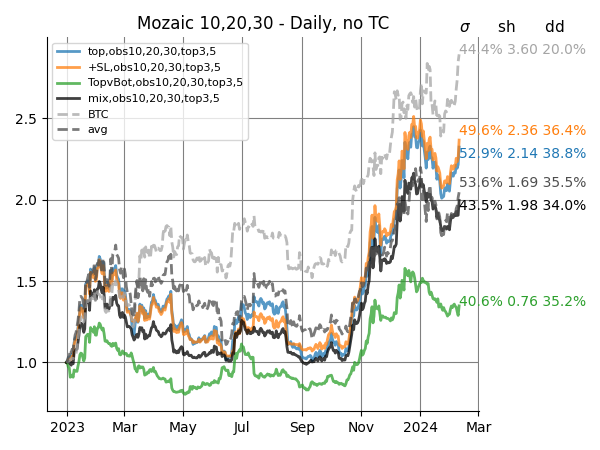 Mozaic 10,20,30 - Daily, no TC
σ sh dd
top,obs10,20,30,top3,5
+SL,obs10,20,30,top3,5
TopvBot,obs10,20,30,top3,5
mix,obs10,20,30,top3,5
BTC
avg
44.4% 3.60 20.0%
49.6% 2.36 36.4%
52.9% 2.14 38.8%
53.6% 1.69 35.5%
43.5% 1.98 34.0%
40.6% 0.76 35.2%
2.5
2.0
1.5
1.0
2023 Mar May Jul Sep Nov 2024 Mar